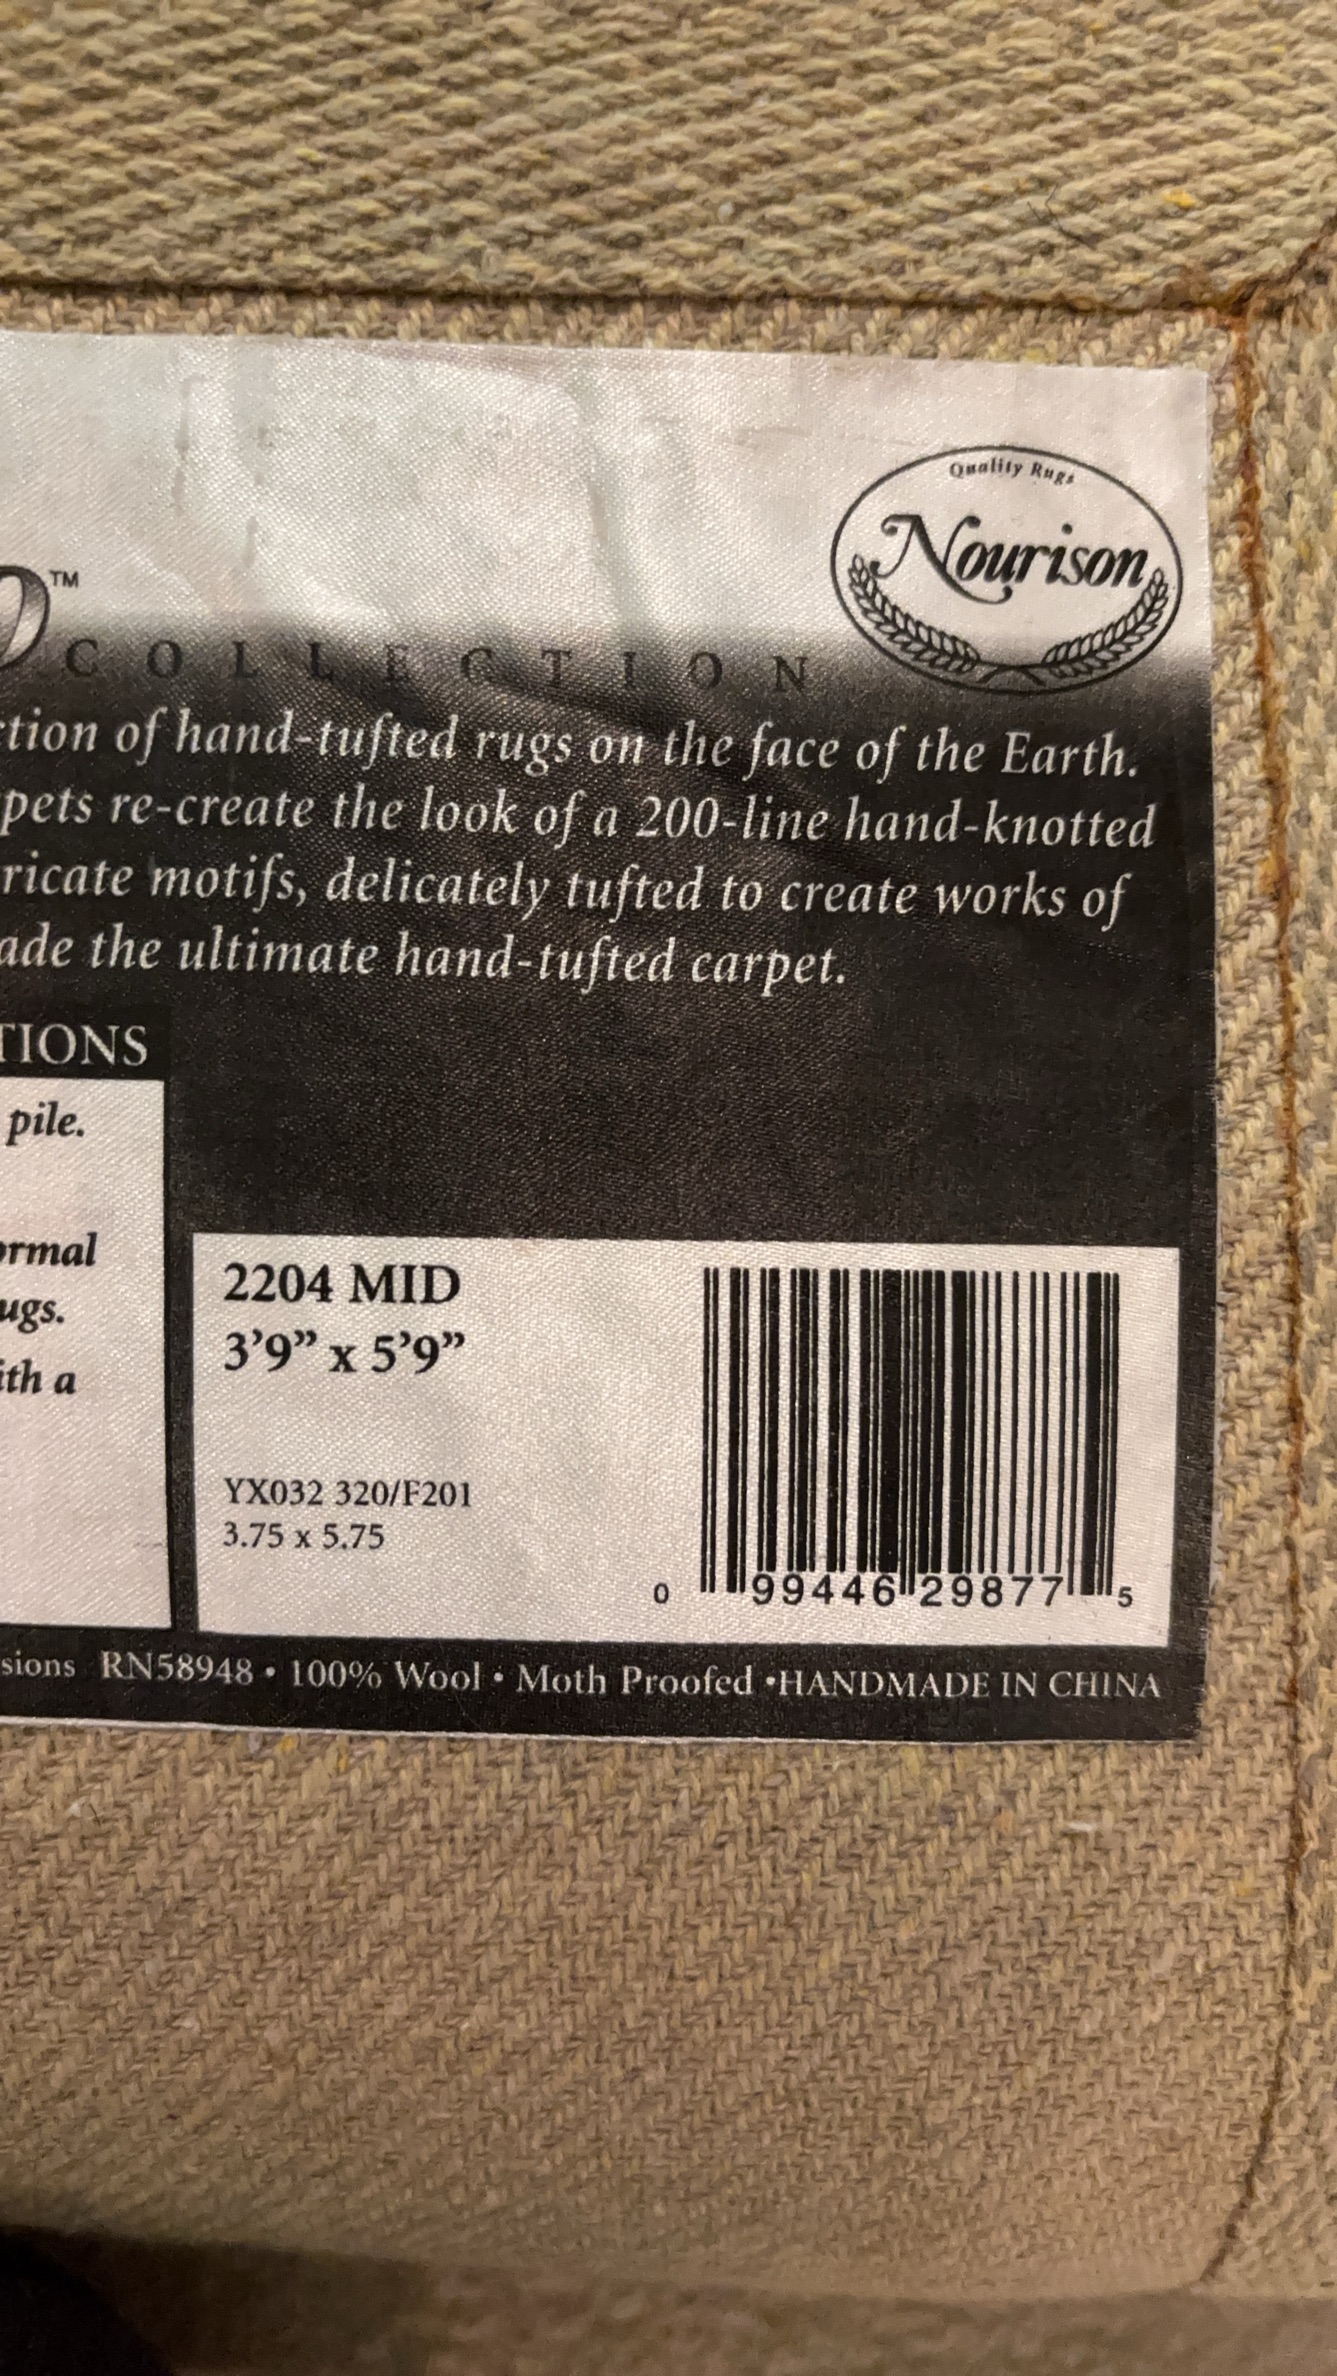 Quality Rugs
Nourison
TM
COLLECTION
tion of hand-tufted rugs on the face of the Earth.
pets re-create the look of a 200-line hand-knotted
ricate motifs, delicately tufted to create works of
ade the ultimate hand-tufted carpet.
TIONS
pile.
ormal
ugs.
ith a
2204 MID
3'9" x 5'9"
YX032 320/F201
3.75 x 5.75
0 99446 29877 5
sions RN58948 • 100% Wool • Moth Proofed •HANDMADE IN CHINA